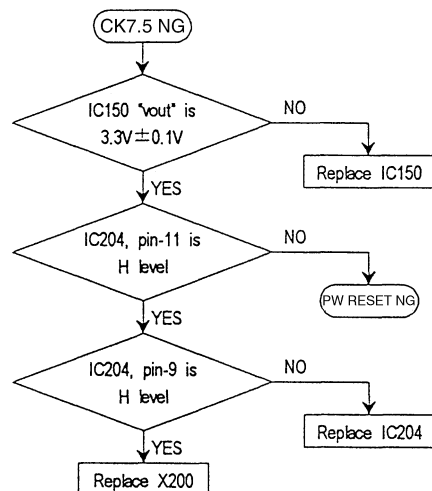 CK7.5 NG
IC150 "vout" is
3.3V±0.1V
NO
Replace IC150
YES
IC204, pin-11 is
H level
NO
PW RESET NG
YES
IC204, pin-9 is
H level
NO
Replace IC204
YES
Replace X200